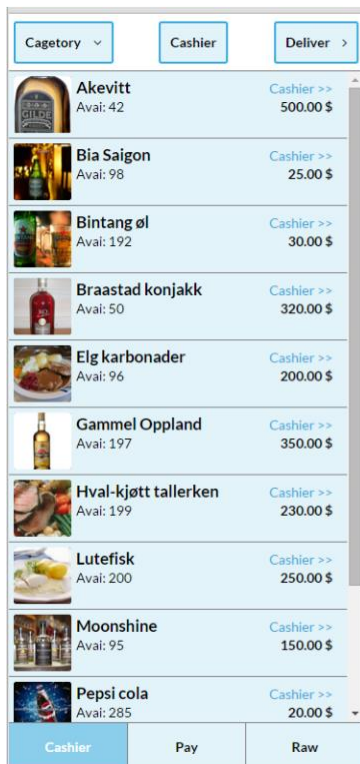 Cagetory
Cashier
Deliver
Akevitt
Cashier >>
Avai: 42
500.00 $
GILDE
Bia Saigon
Cashier >>
Avai: 98
25.00 $
Bintang øl
Cashier >>
Avai: 192
30.00 $
Braastad konjakk
Cashier >>
Avai: 50
320.00 $
Elg karbonader
Cashier >>
Avai: 96
200.00 $
Gammel Oppland
Cashier >>
Avai: 197
350.00 $
Hval-kjøtt tallerken
Cashier >>
Avai: 199
230.00 $
Lutefisk
Cashier >>
Avai: 200
250.00 $
Moonshine
Cashier >>
Avai: 95
150.00 $
Pepsi cola
Cashier >>
Avai: 285
20.00 $
Cashier
Pay
Raw